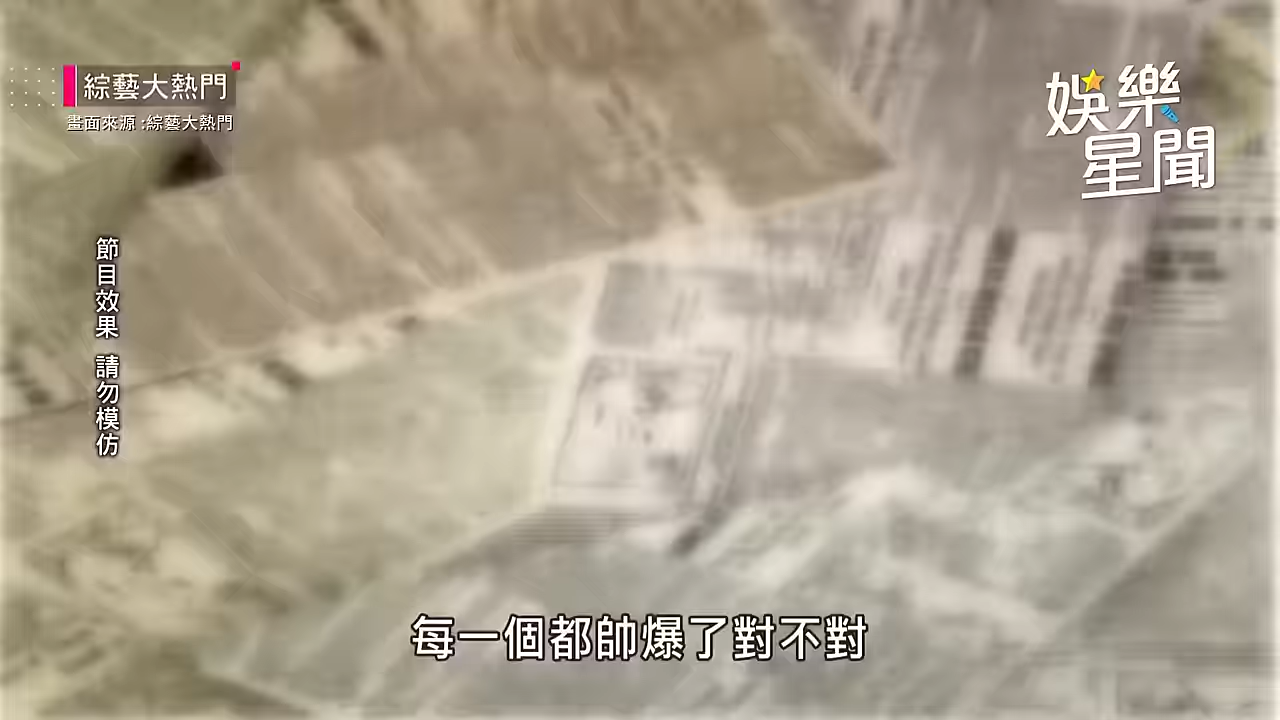 綜藝大熱門
畫面來源 :綜藝大熱門
娛樂
星聞
節目效果 請勿模仿
每一個都帥爆了對不對